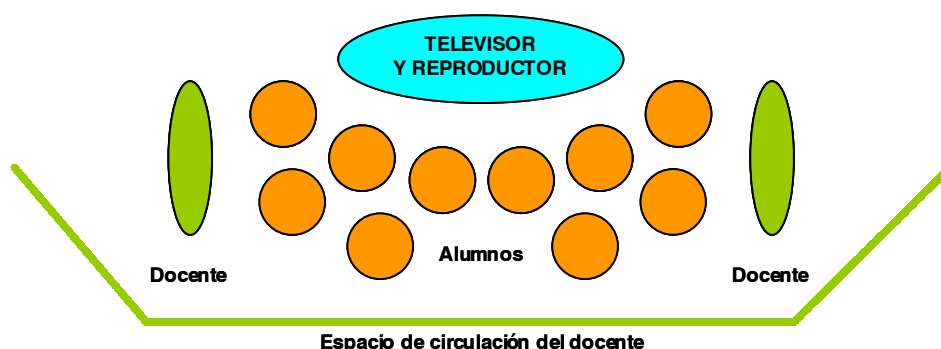 TELEVISOR
Y REPRODUCTOR
Alumnos
Docente
Docente
Espacio de circulación del docente